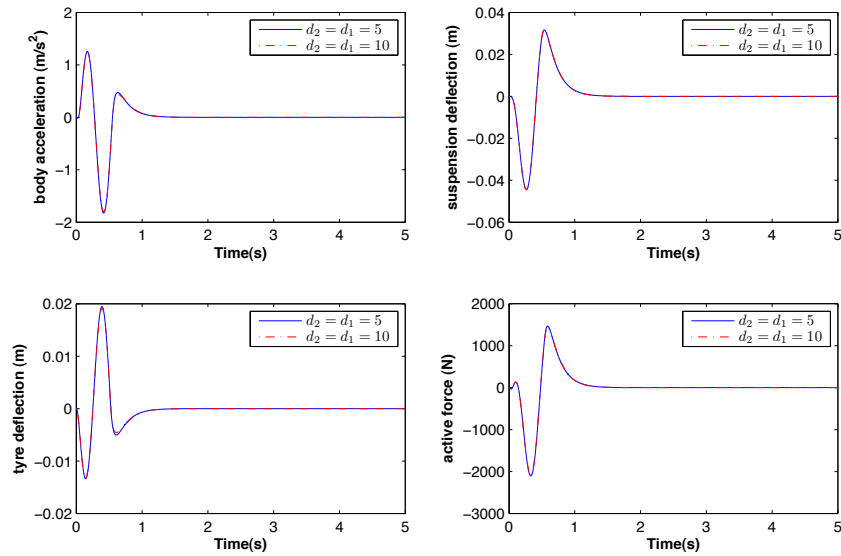 body acceleration (m/s²)
2
1
0
−1
−2
d₂ = d₁ = 5
d₂ = d₁ = 10
0 1 2 3 4 5
Time(s)
suspension deflection (m)
0.04
0.02
0
−0.02
−0.04
−0.06
d₂ = d₁ = 5
d₂ = d₁ = 10
0 1 2 3 4 5
Time(s)
tyre deflection (m)
0.02
0.01
0
−0.01
−0.02
d₂ = d₁ = 5
d₂ = d₁ = 10
0 1 2 3 4 5
Time(s)
active force (N)
2000
1000
0
−1000
−2000
−3000
d₂ = d₁ = 5
d₂ = d₁ = 10
0 1 2 3 4 5
Time(s)